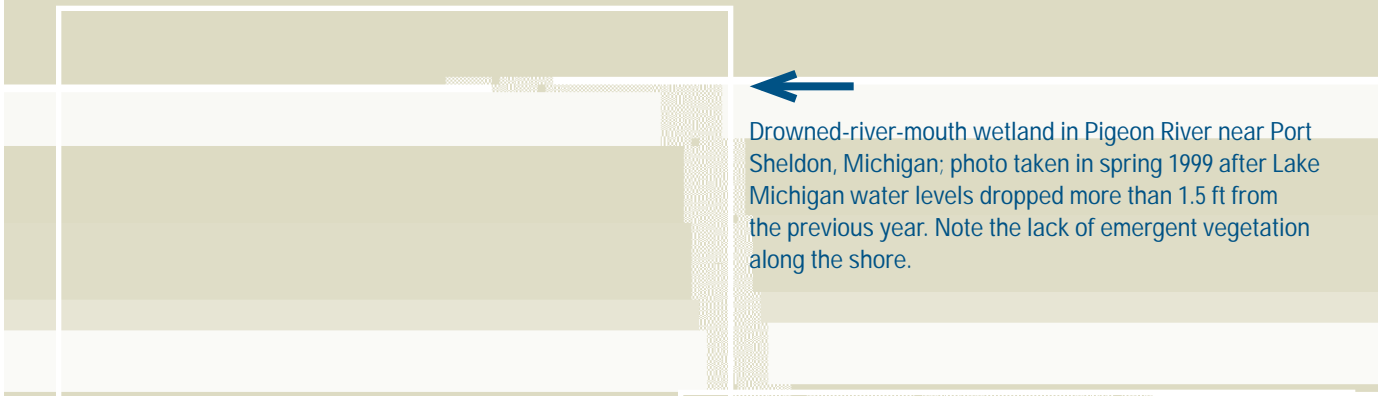 Drowned-river-mouth wetland in Pigeon River near Port
Sheldon, Michigan; photo taken in spring 1999 after Lake
Michigan water levels dropped more than 1.5 ft from
the previous year. Note the lack of emergent vegetation
along the shore.